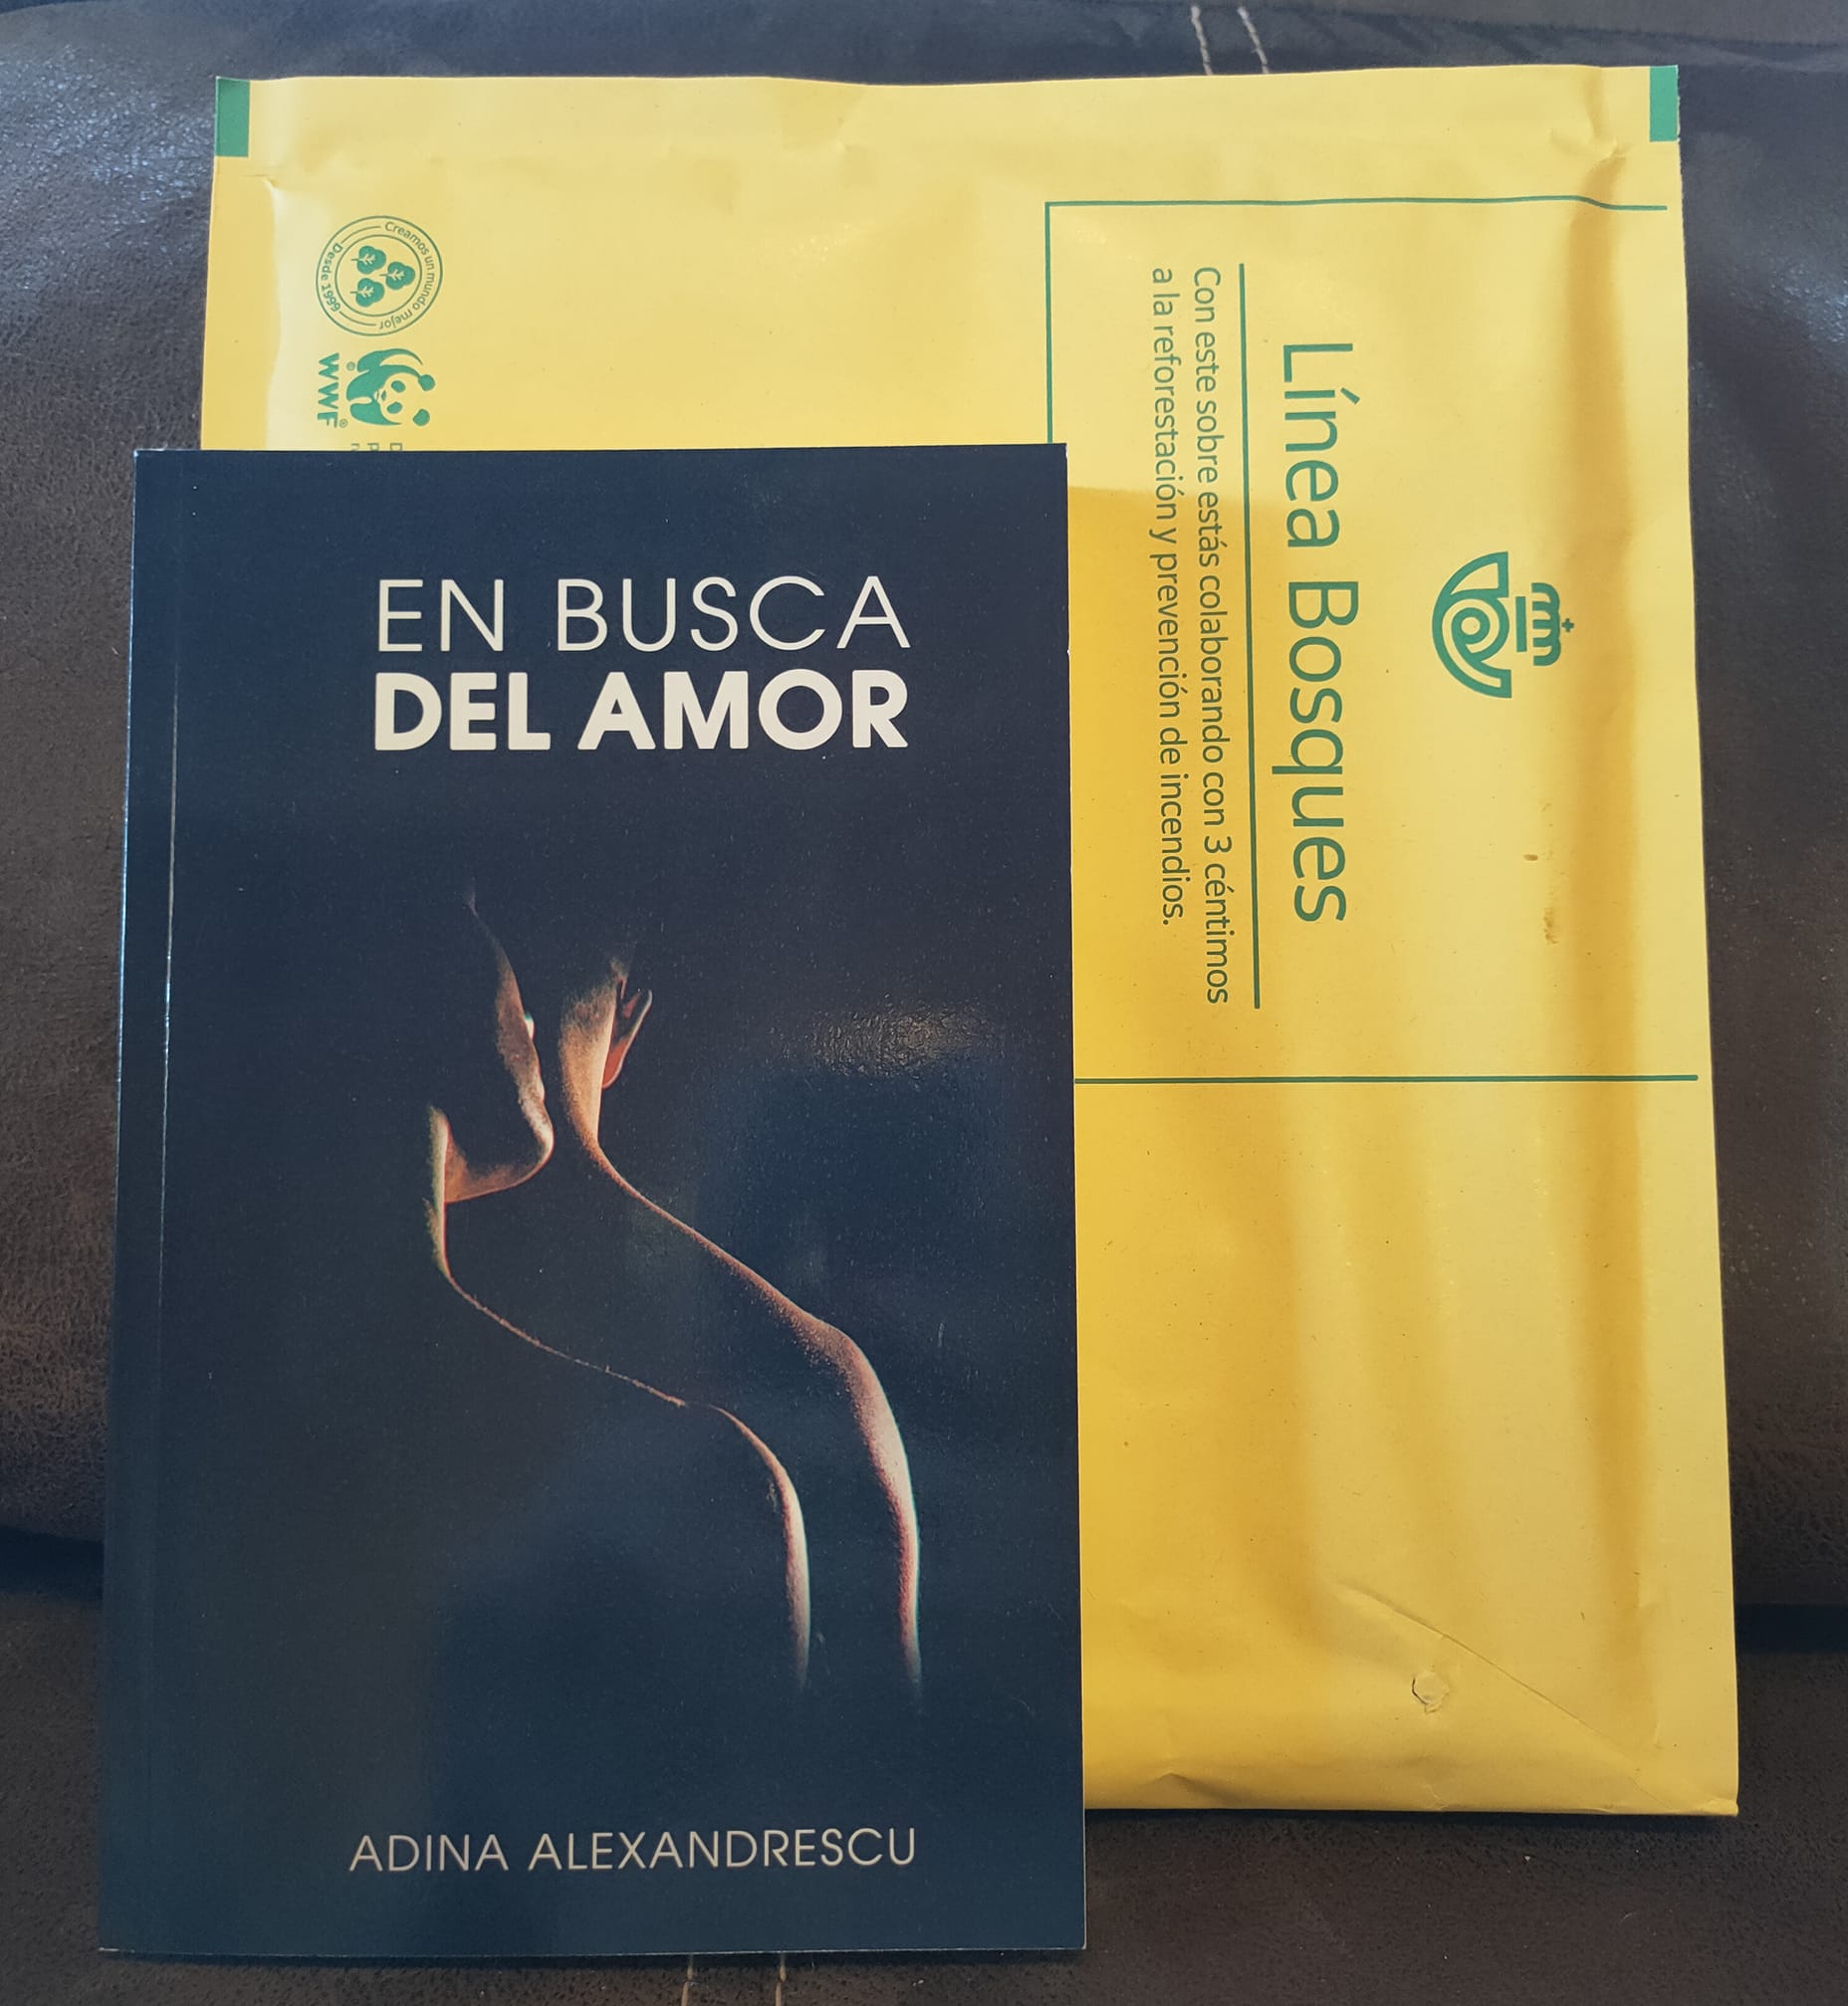 EN BUSCA
DEL AMOR
ADINA ALEXANDRESCU
Línea Bosques
Con este sobre estás colaborando con 3 céntimos
a la reforestación y prevención de incendios.
Creamos un mundo mejor
Desde 1999
WWF®